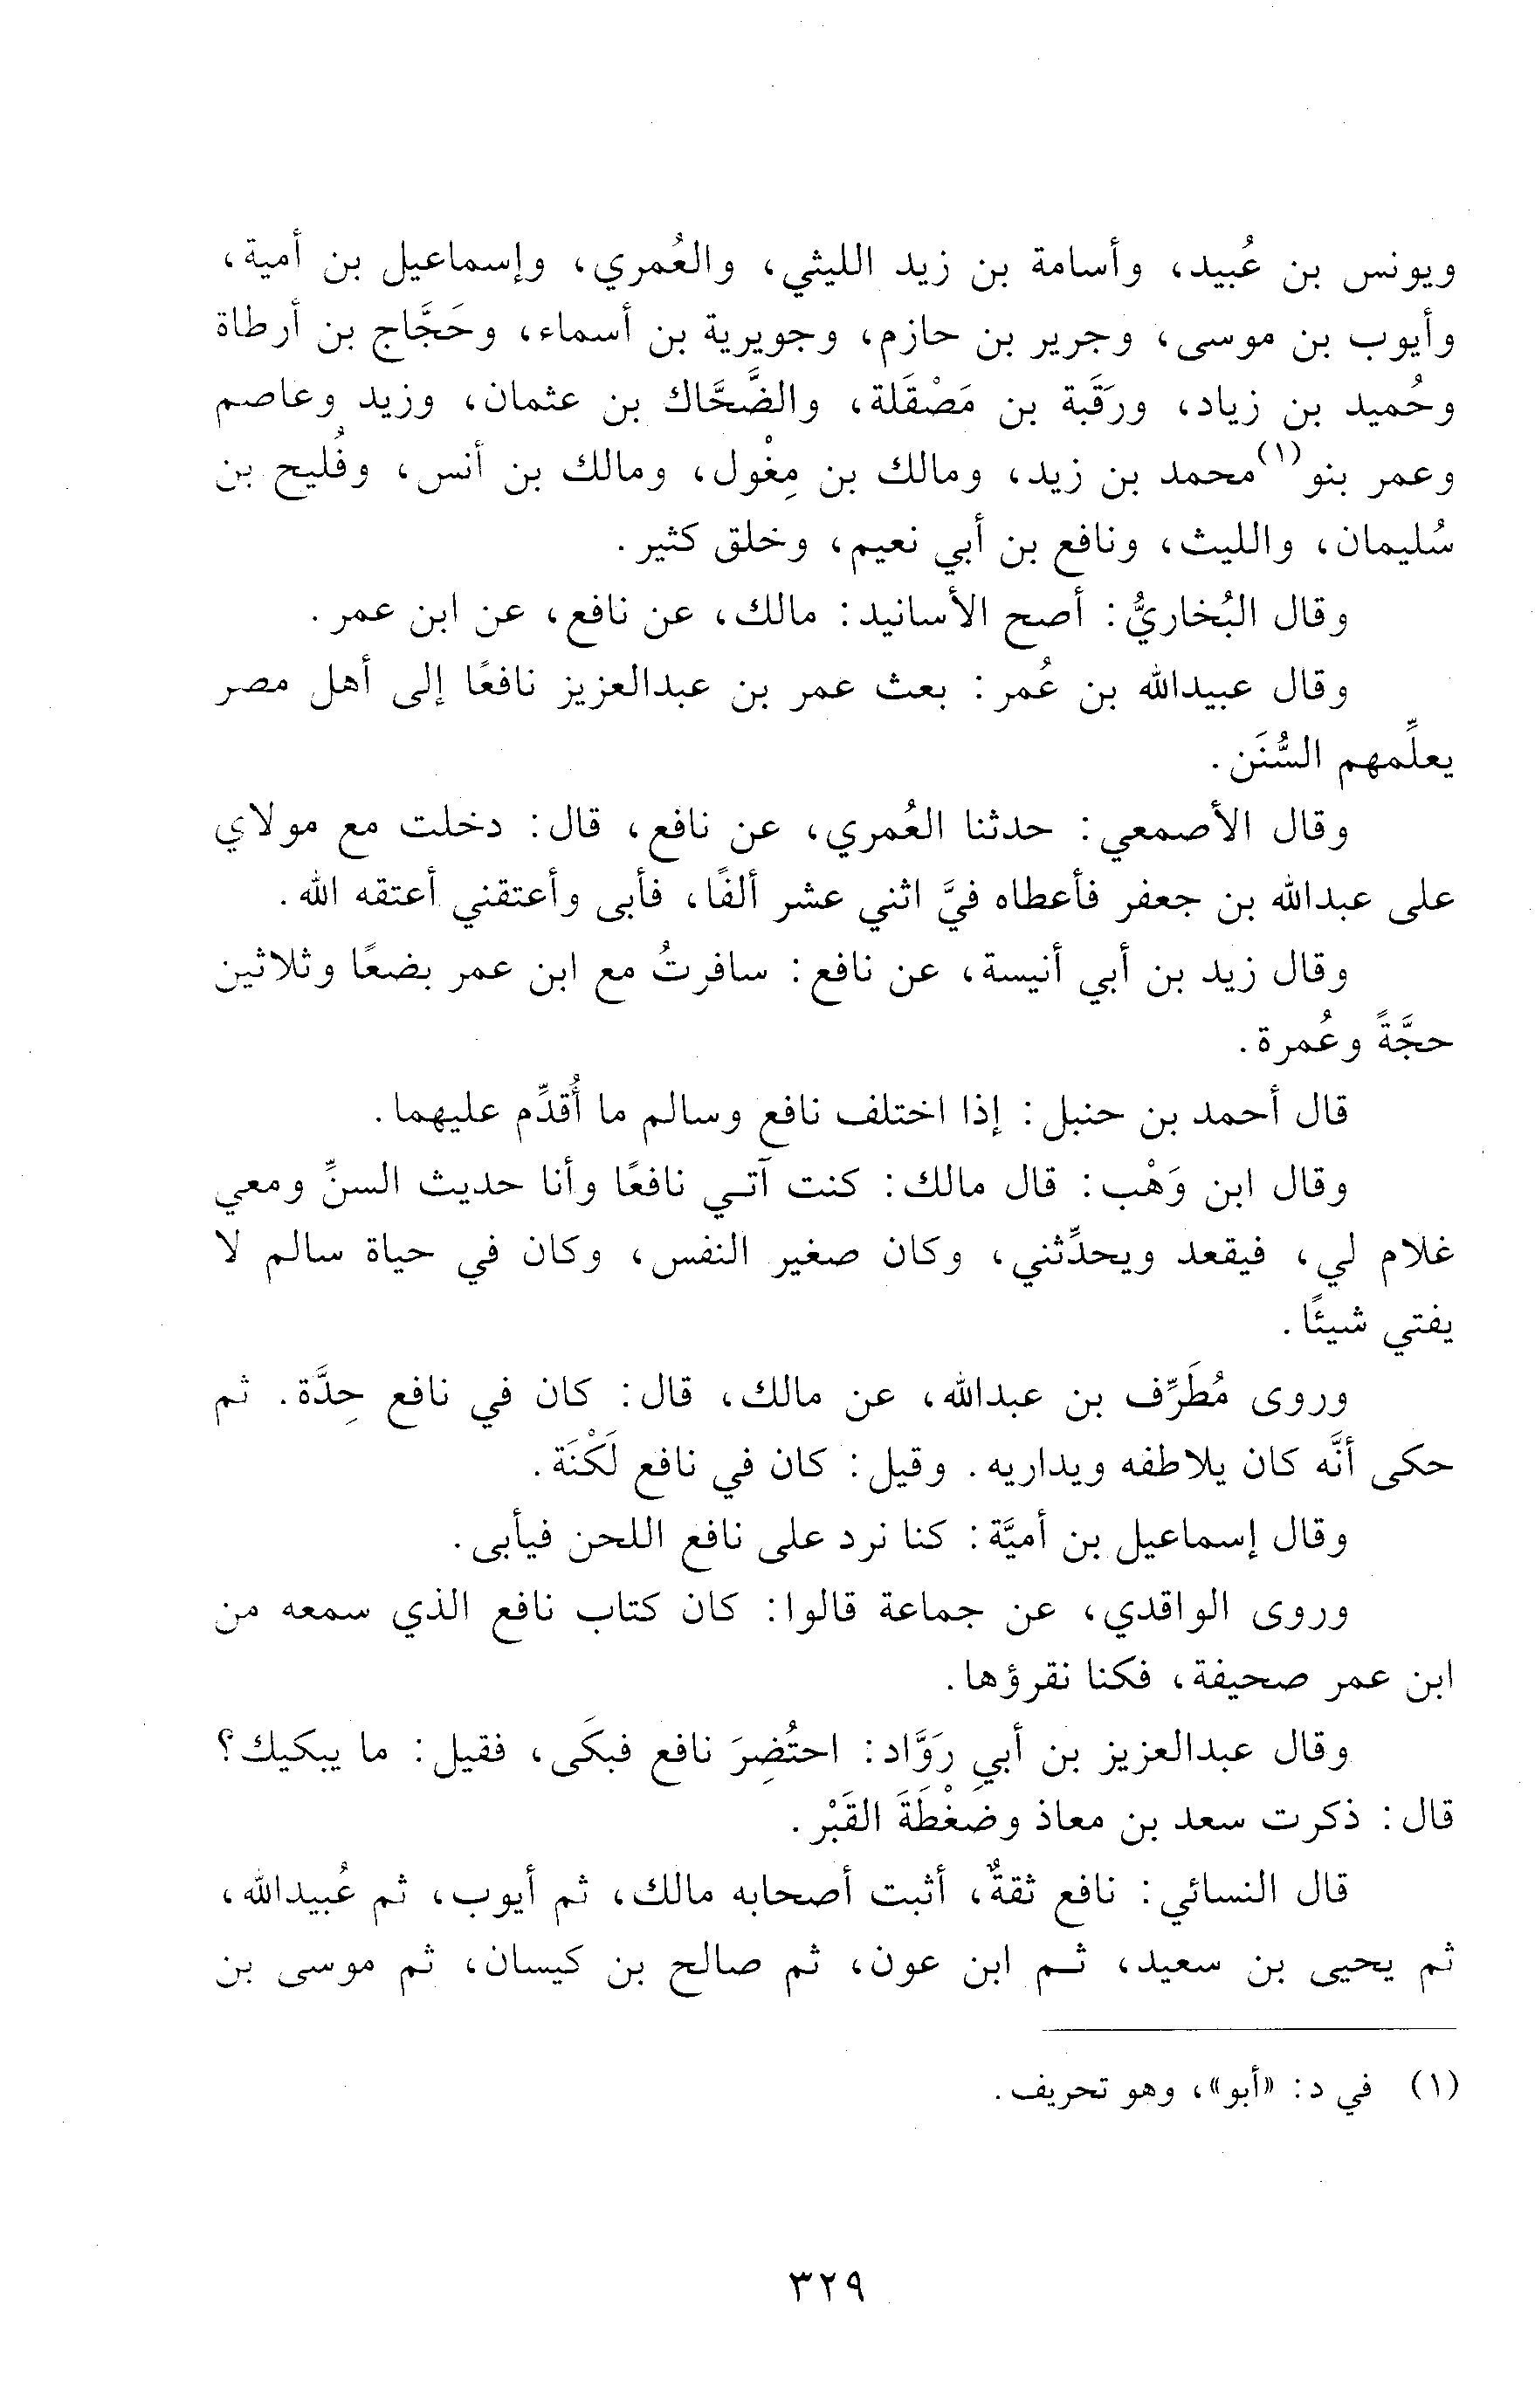 ويونس بن عُبيد، وأسامة بن زيد الليثي، والعُمري، وإسماعيل بن أمية،
وأيوب بن موسى، وجرير بن حازم، وجويرية بن أسماء، وحَجَّاج بن أرطاة
وحُميد بن زياد، ورَقَبة بن مَصْقَلة، والضَّحَّاك بن عثمان، وزيد وعاصم
وعمر بنو(١) محمد بن زيد، ومالك بن مِغْول، ومالك بن أنس، وفُليح بن
سُليمان، والليث، ونافع بن أبي نعيم، وخلق كثير.
وقال البُخاريُّ: أصح الأسانيد: مالك، عن نافع، عن ابن عمر.
وقال عبيدالله بن عُمر: بعث عمر بن عبدالعزيز نافعًا إلى أهل مصر
يعلِّمهم السُّنَن.
وقال الأصمعي: حدثنا العُمري، عن نافع، قال: دخلت مع مولاي
على عبدالله بن جعفر فأعطاه فيَّ اثني عشر ألفًا، فأبى وأعتقني أعتقه الله.
وقال زيد بن أبي أنيسة، عن نافع: سافرتُ مع ابن عمر بضعًا وثلاثين
حجَّةً وعُمرة.
قال أحمد بن حنبل: إذا اختلف نافع وسالم ما أُقدِّم عليهما.
وقال ابن وَهْب: قال مالك: كنت آتي نافعًا وأنا حديث السنِّ ومعي
غلام لي، فيقعد ويحدِّثني، وكان صغير النفس، وكان في حياة سالم لا
يفتي شيئًا.
وروى مُطَرِّف بن عبدالله، عن مالك، قال: كان في نافع حِدَّة. ثم
حكى أنَّه كان يلاطفه ويداريه. وقيل: كان في نافع لَكْنَة.
وقال إسماعيل بن أميَّة: كنا نرد على نافع اللحن فيأبى.
وروى الواقدي، عن جماعة قالوا: كان كتاب نافع الذي سمعه من
ابن عمر صحيفة، فكنا نقرؤها.
وقال عبدالعزيز بن أبي رَوَّاد: احتُضِرَ نافع فبكَى، فقيل: ما يبكيك؟
قال: ذكرت سعد بن معاذ وضَغْطَةَ القَبْر.
قال النسائي: نافع ثقةٌ، أثبت أصحابه مالك، ثم أيوب، ثم عُبيدالله،
ثم يحيى بن سعيد، ثم ابن عون، ثم صالح بن كيسان، ثم موسى بن
(١) في د: «أبو»، وهو تحريف.
٣٢٩